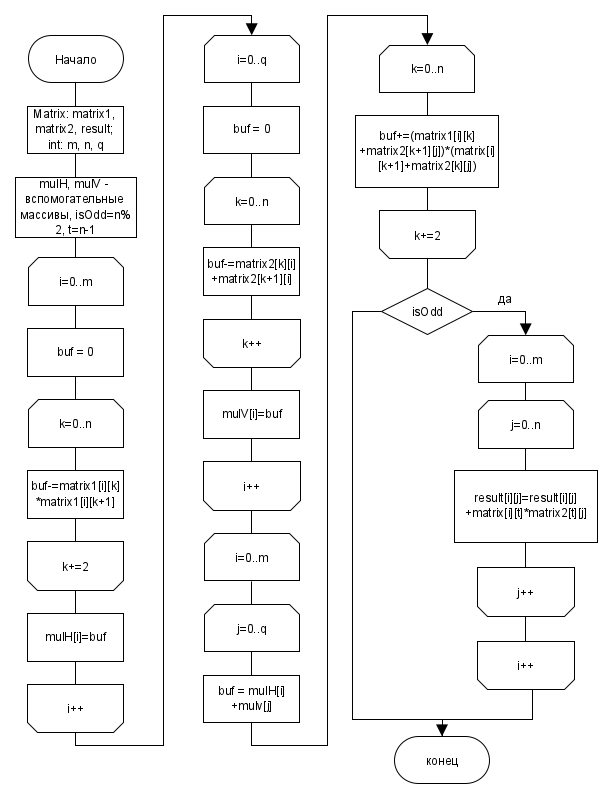 Начало
Matrix: matrix1,
matrix2, result;
int: m, n, q
mulH, mulV -
вспомогательные
массивы, isOdd=n%
2, t=n-1
i=0..m
buf = 0
k=0..n
buf-=matrix1[i][k]
*matrix1[i][k+1]
k+=2
mulH[i]=buf
i++
i=0..q
buf = 0
k=0..n
buf-=matrix2[k][i]
+matrix2[k+1][i]
k++
mulV[i]=buf
i++
i=0..m
j=0..q
buf = mulH[i]
+mulv[j]
k=0..n
buf+=(matrix1[i][k]
+matrix2[k+1][j])*(matrix[i]
[k+1]+matrix2[k][j])
k+=2
isOdd
да
i=0..m
j=0..n
result[i][j]=result[i][j]
+matrix[i][t]*matrix2[t][j]
j++
i++
конец